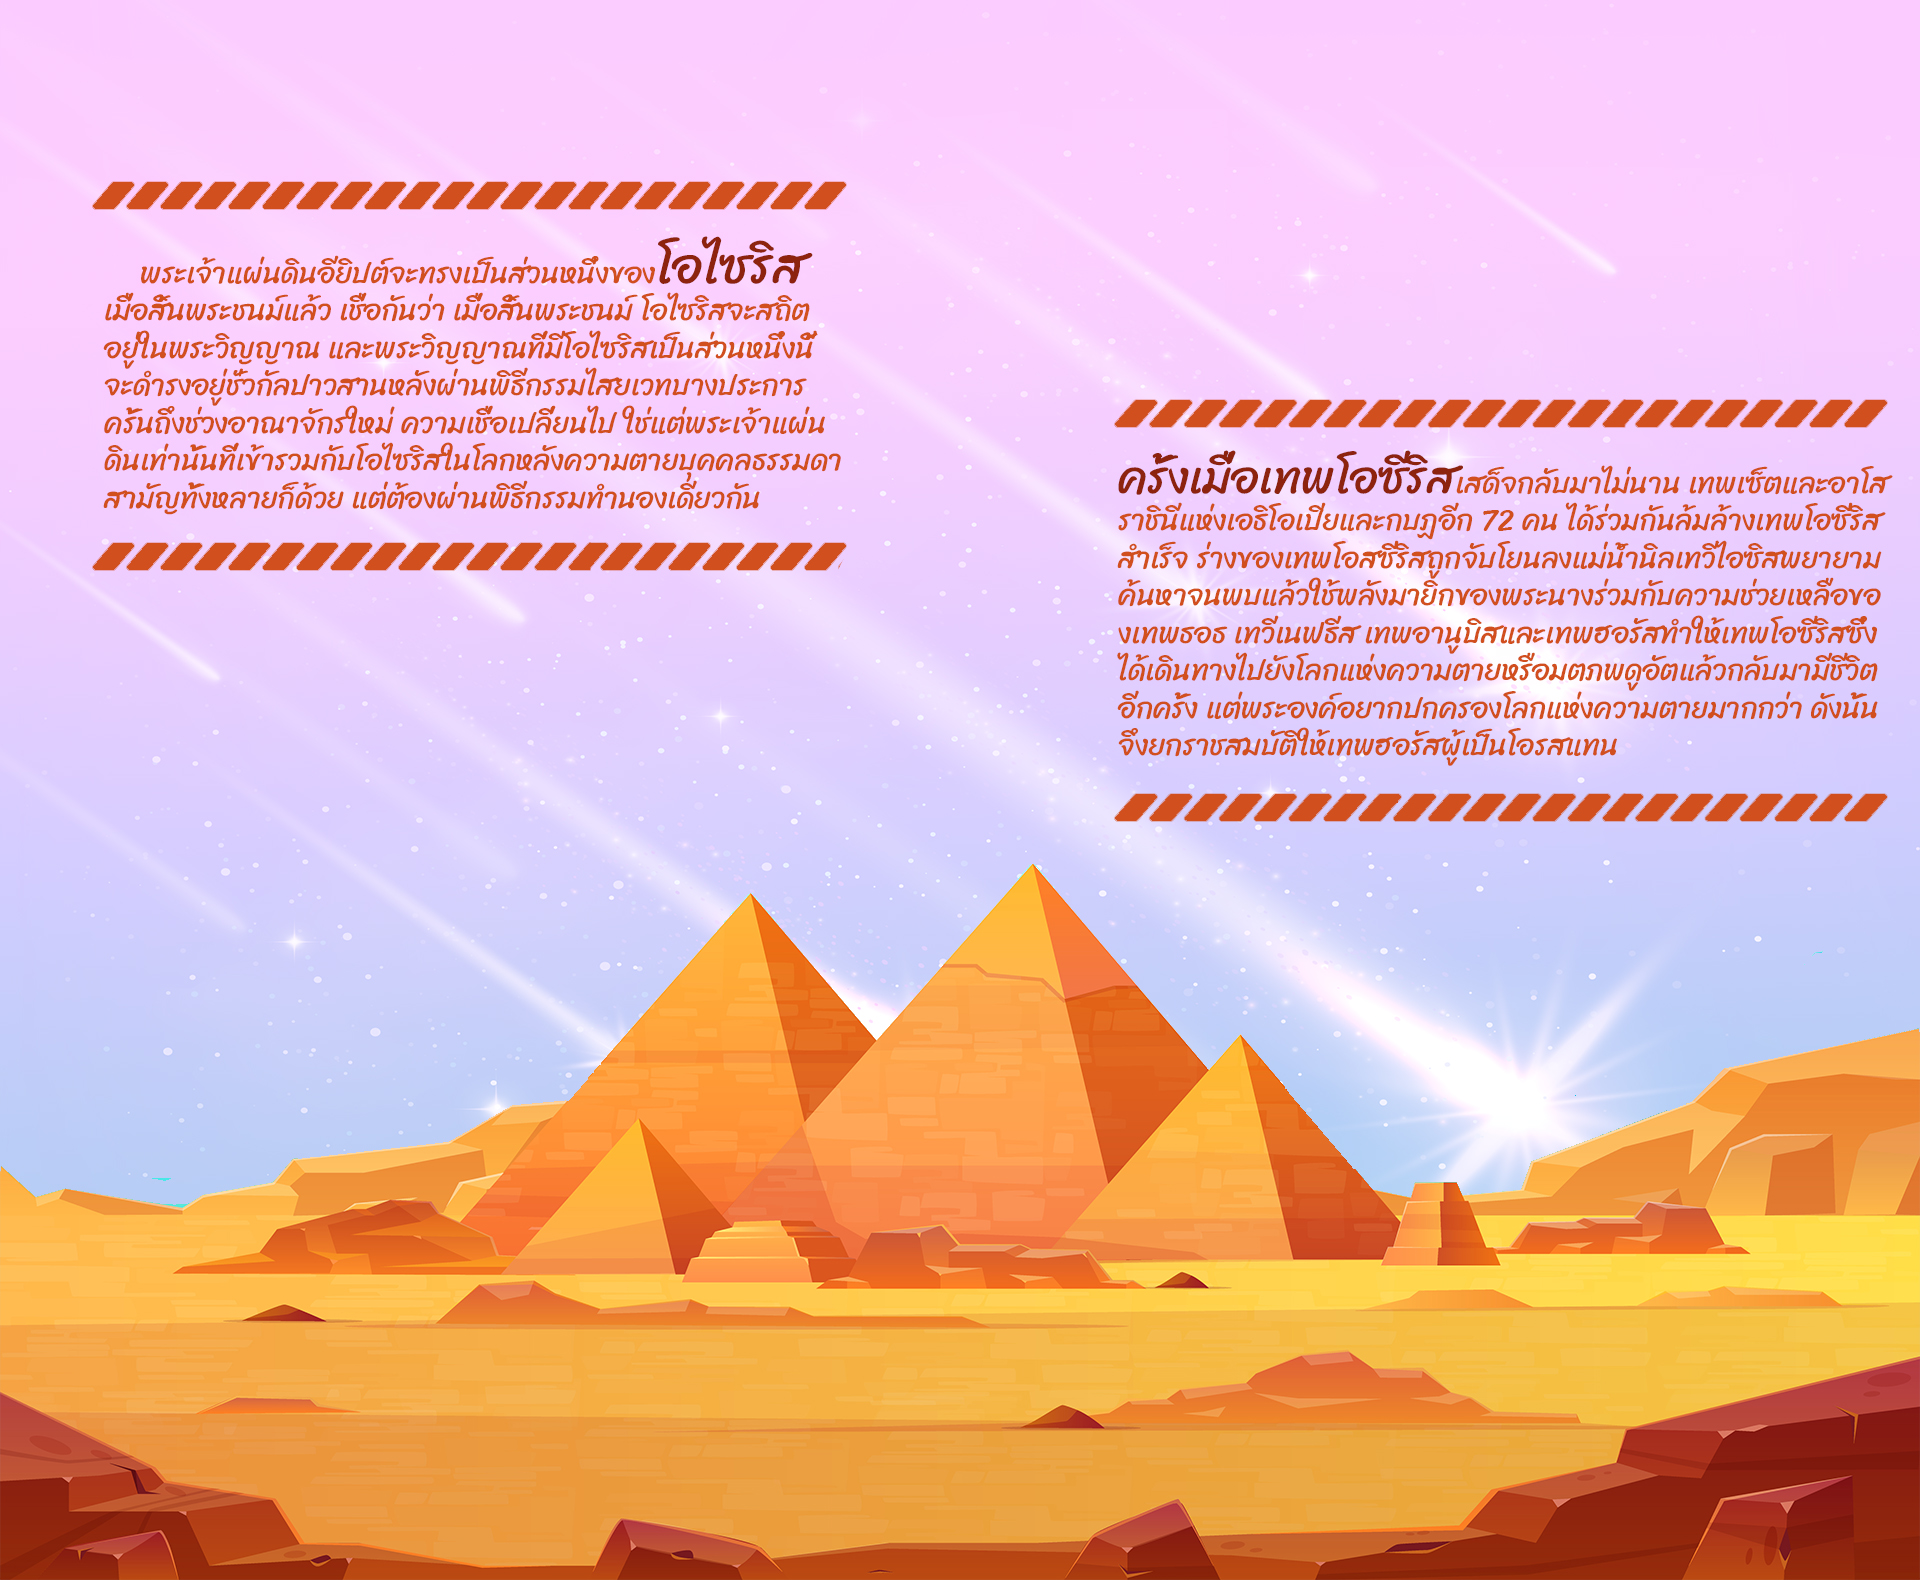 พระเจ้าแผ่นดินอียิปต์จะทรงเป็นส่วนหนึ่งของโอไซริส
เมื่อสิ้นพระชนม์แล้ว เชื่อกันว่า เมื่อสิ้นพระชนม์ โอไซริสจะสถิต
อยู่ในพระวิญญาณ และพระวิญญาณที่มีโอไซริสเป็นส่วนหนึ่งนี้
จะดำรงอยู่ชั่วกัลปาวสานหลังผ่านพิธีกรรมไสยเวทบางประการ
ครั้นถึงช่วงอาณาจักรใหม่ ความเชื่อเปลี่ยนไป ใช่แต่พระเจ้าแผ่น
ดินเท่านั้นที่เข้ารวมกับโอไซริสในโลกหลังความตายบุคคลธรรมดา
สามัญทั้งหลายก็ด้วย แต่ต้องผ่านพิธีกรรมทำนองเดียวกัน
ครั้งเมื่อเทพโอซีริสเสด็จกลับมาไม่นาน เทพเซ็ตและอาโส
ราชินีแห่งเอธิโอเปียและกบฏอีก 72 คน ได้ร่วมกันล้มล้างเทพโอซีริส
สำเร็จ ร่างของเทพโอสซีริสถูกจับโยนลงแม่น้ำนิลเทวีไอซิสพยายาม
ค้นหาจนพบแล้วใช้พลังมายิกของพระนางร่วมกับความช่วยเหลือขอ
งเทพธอธ เทวีเนฟธีส เทพอานูบิสและเทพฮอรัสทำให้เทพโอซีริสซึ่ง
ได้เดินทางไปยังโลกแห่งความตายหรือมตภพดูอัตแล้วกลับมามีชีวิต
อีกครั้ง แต่พระองค์อยากปกครองโลกแห่งความตายมากกว่า ดังนั้น
จึงยกราชสมบัติให้เทพฮอรัสผู้เป็นโอรสแทน